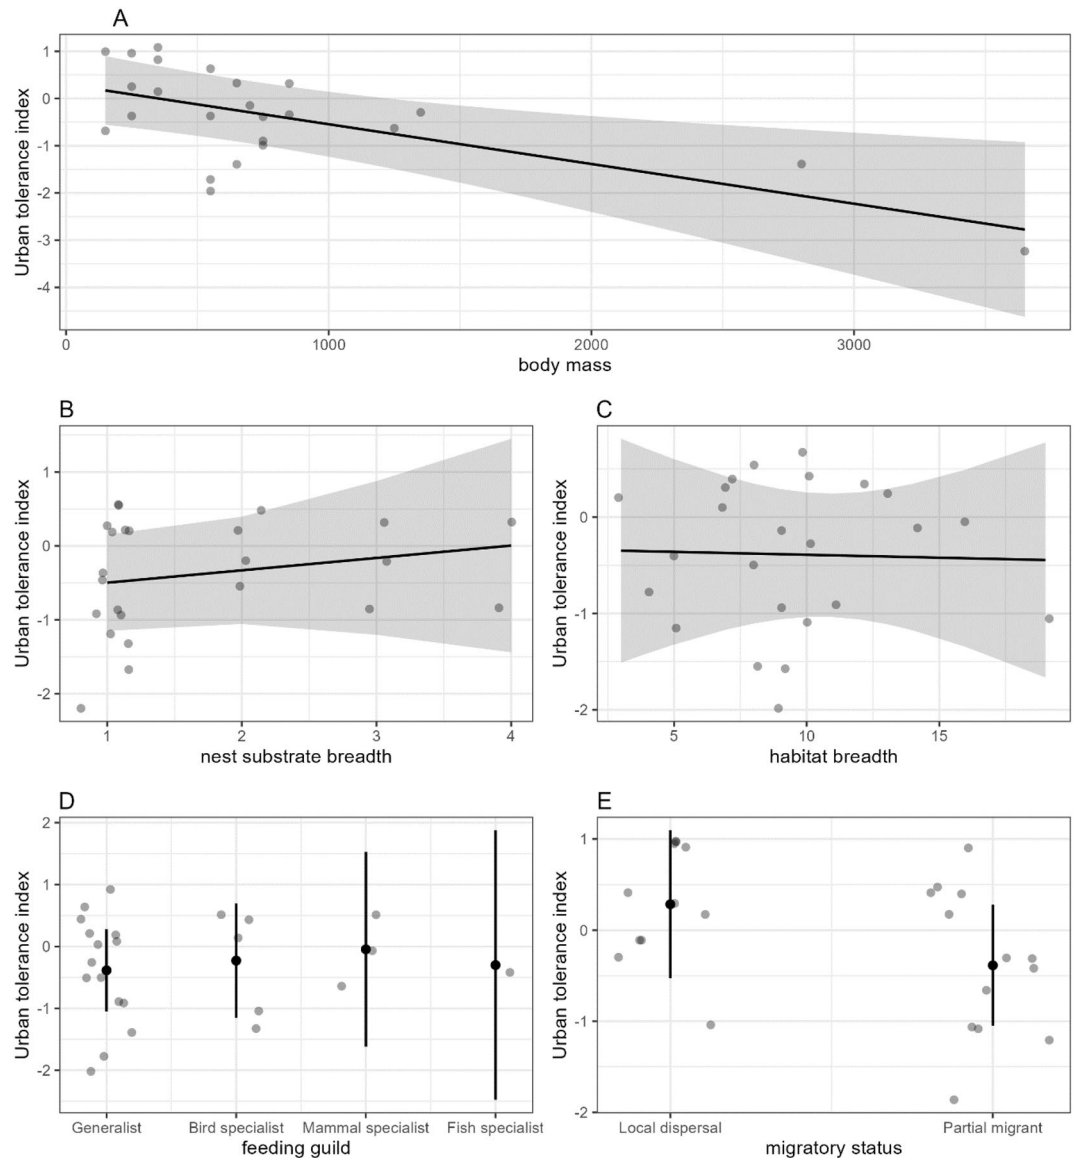 A
Urban tolerance index
1
0
-1
-2
-3
-4
0 1000 2000 3000
body mass
B
Urban tolerance index
1
0
-1
-2
1 2 3 4
nest substrate breadth
C
Urban tolerance index
0
-1
-2
5 10 15
habitat breadth
D
Urban tolerance index
2
1
0
-1
-2
Generalist Bird specialist Mammal specialist Fish specialist
feeding guild
E
Urban tolerance index
1
0
-1
-2
Local dispersal Partial migrant
migratory status